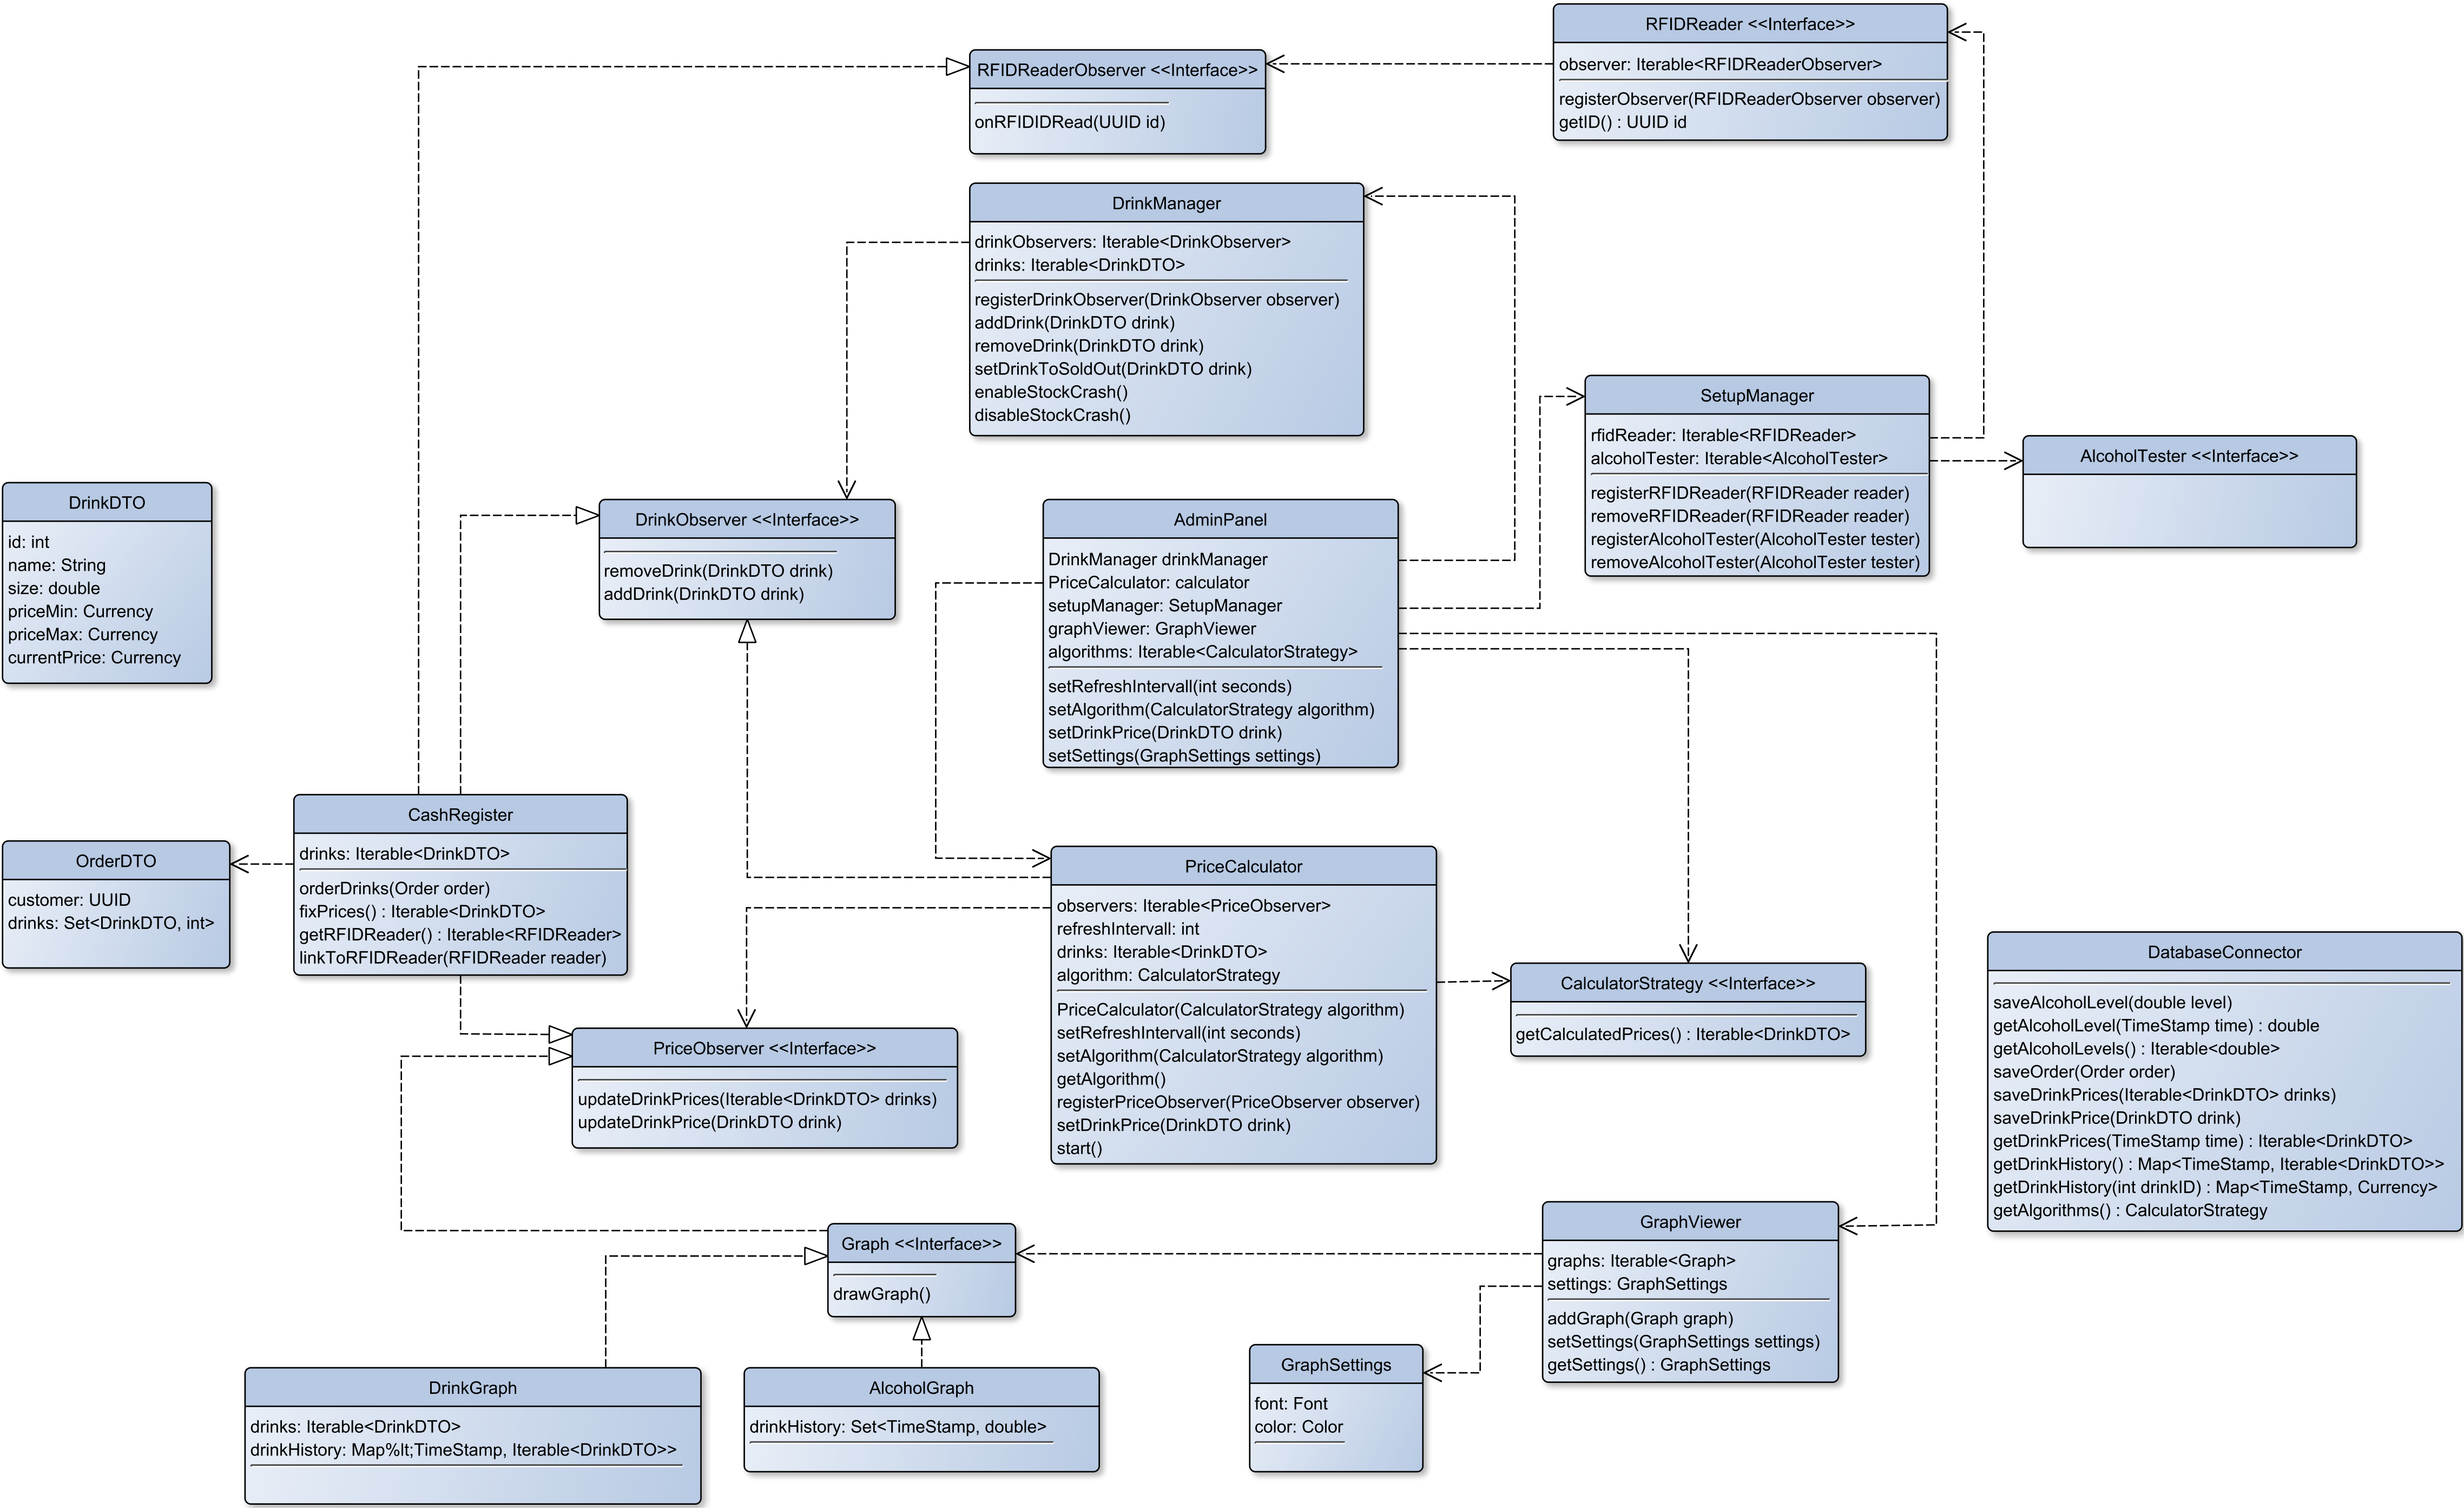 RFIDReader <<Interface>>
observer: Iterable<RFIDReaderObserver>
registerObserver(RFIDReaderObserver observer)
getID() : UUID id
RFIDReaderObserver <<Interface>>
onRFIDIDRead(UUID id)
DrinkManager
drinkObservers: Iterable<DrinkObserver>
drinks: Iterable<DrinkDTO>
registerDrinkObserver(DrinkObserver observer)
addDrink(DrinkDTO drink)
removeDrink(DrinkDTO drink)
setDrinkToSoldOut(DrinkDTO drink)
enableStockCrash()
disableStockCrash()
SetupManager
rfidReader: Iterable<RFIDReader>
alcoholTester: Iterable<AlcoholTester>
registerRFIDReader(RFIDReader reader)
removeRFIDReader(RFIDReader reader)
registerAlcoholTester(AlcoholTester tester)
removeAlcoholTester(AlcoholTester tester)
AlcoholTester <<Interface>>
DrinkDTO
id: int
name: String
size: double
priceMin: Currency
priceMax: Currency
currentPrice: Currency
DrinkObserver <<Interface>>
removeDrink(DrinkDTO drink)
addDrink(DrinkDTO drink)
AdminPanel
DrinkManager drinkManager
PriceCalculator: calculator
setupManager: SetupManager
graphViewer: GraphViewer
algorithms: Iterable<CalculatorStrategy>
setRefreshIntervall(int seconds)
setAlgorithm(CalculatorStrategy algorithm)
setDrinkPrice(DrinkDTO drink)
setSettings(GraphSettings settings)
OrderDTO
customer: UUID
drinks: Set<DrinkDTO, int>
CashRegister
drinks: Iterable<DrinkDTO>
orderDrinks(Order order)
fixPrices() : Iterable<DrinkDTO>
getRFIDReader() : Iterable<RFIDReader>
linkToRFIDReader(RFIDReader reader)
PriceCalculator
observers: Iterable<PriceObserver>
refreshIntervall: int
drinks: Iterable<DrinkDTO>
algorithm: CalculatorStrategy
PriceCalculator(CalculatorStrategy algorithm)
setRefreshIntervall(int seconds)
setAlgorithm(CalculatorStrategy algorithm)
getAlgorithm()
registerPriceObserver(PriceObserver observer)
setDrinkPrice(DrinkDTO drink)
start()
CalculatorStrategy <<Interface>>
getCalculatedPrices() : Iterable<DrinkDTO>
DatabaseConnector
saveAlcoholLevel(double level)
getAlcoholLevel(TimeStamp time) : double
getAlcoholLevels() : Iterable<double>
saveOrder(Order order)
saveDrinkPrices(Iterable<DrinkDTO> drinks)
saveDrinkPrice(DrinkDTO drink)
getDrinkPrices(TimeStamp time) : Iterable<DrinkDTO>
getDrinkHistory() : Map<TimeStamp, Iterable<DrinkDTO>>
getDrinkHistory(int drinkID) : Map<TimeStamp, Currency>
getAlgorithms() : CalculatorStrategy
PriceObserver <<Interface>>
updateDrinkPrices(Iterable<DrinkDTO> drinks)
updateDrinkPrice(DrinkDTO drink)
Graph <<Interface>>
drawGraph()
GraphViewer
graphs: Iterable<Graph>
settings: GraphSettings
addGraph(Graph graph)
setSettings(GraphSettings settings)
getSettings() : GraphSettings
GraphSettings
font: Font
color: Color
DrinkGraph
drinks: Iterable<DrinkDTO>
drinkHistory: Map%lt;TimeStamp, Iterable<DrinkDTO>>
AlcoholGraph
drinkHistory: Set<TimeStamp, double>